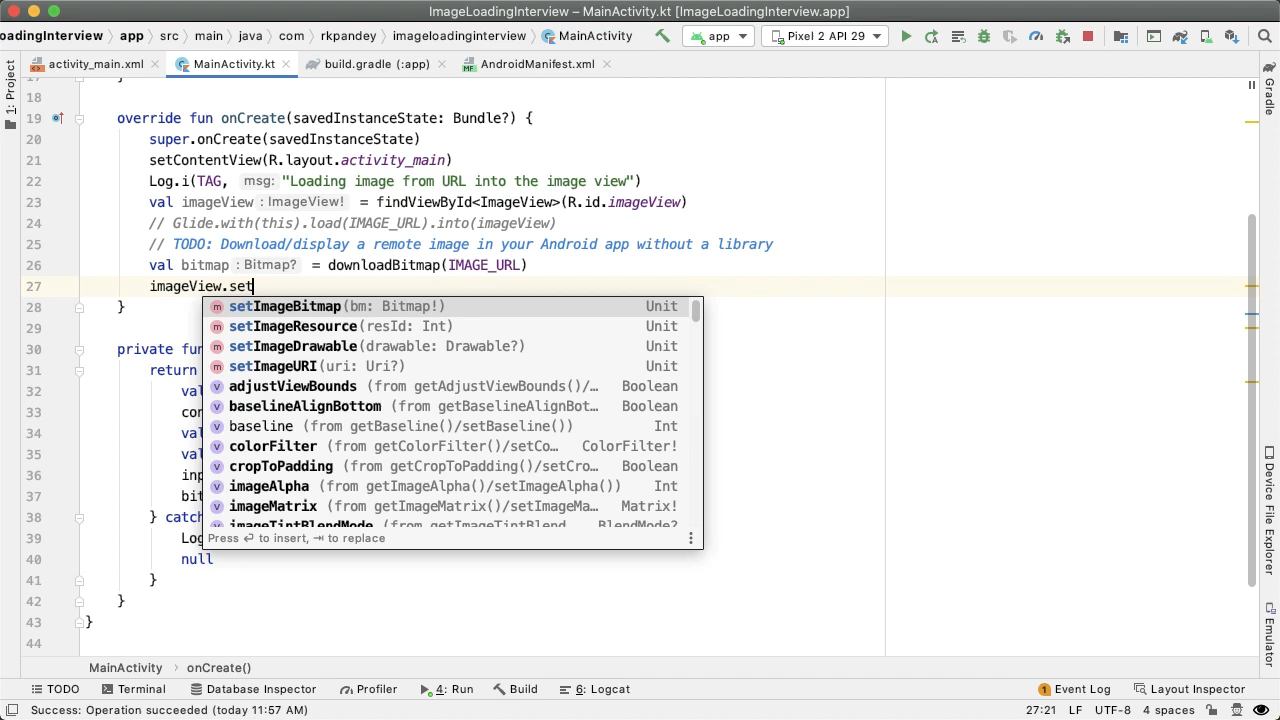 ImageLoadingInterview – MainActivity.kt [ImageLoadingInterview.app]
oadingInterview app src main java com rkpandey imageloadinginterview MainActivity app Pixel 2 API 29
activity_main.xml MainActivity.kt build.gradle (:app) AndroidManifest.xml
1: Project
Gradle
17 }
18
19 override fun onCreate(savedInstanceState: Bundle?) {
20 super.onCreate(savedInstanceState)
21 setContentView(R.layout.activity_main)
22 Log.i(TAG, msg: "Loading image from URL into the image view")
23 val imageView : ImageView! = findViewById<ImageView>(R.id.imageView)
24 // Glide.with(this).load(IMAGE_URL).into(imageView)
25 // TODO: Download/display a remote image in your Android app without a library
26 val bitmap : Bitmap? = downloadBitmap(IMAGE_URL)
27 imageView.set
28 }
29
30 private fun
31 return
32 val
33 con
34 val
35 val
36 inp
37 bit
38 } catch
39 Log
40 null
41 }
42 }
43 }
44
setImageBitmap(bm: Bitmap!) Unit
setImageResource(resId: Int) Unit
setImageDrawable(drawable: Drawable?) Unit
setImageURI(uri: Uri?) Unit
adjustViewBounds (from getAdjustViewBounds()/… Boolean
baselineAlignBottom (from getBaselineAlignBot… Boolean
baseline (from getBaseline()/setBaseline()) Int
colorFilter (from getColorFilter()/setCo… ColorFilter!
cropToPadding (from getCropToPadding()/setCro… Boolean
imageAlpha (from getImageAlpha()/setImageAlpha()) Int
imageMatrix (from getImageMatrix()/setImageMa… Matrix!
imageTintBlendMode (from getImageTintBlend… BlendMode?
Press ⏎ to insert, ⇥ to replace
Device File Explorer
Emulator
MainActivity › onCreate()
TODO Terminal Database Inspector Profiler 4: Run Build 6: Logcat 1 Event Log Layout Inspector
Success: Operation succeeded (today 11:57 AM) 27:21 LF UTF-8 4 spaces